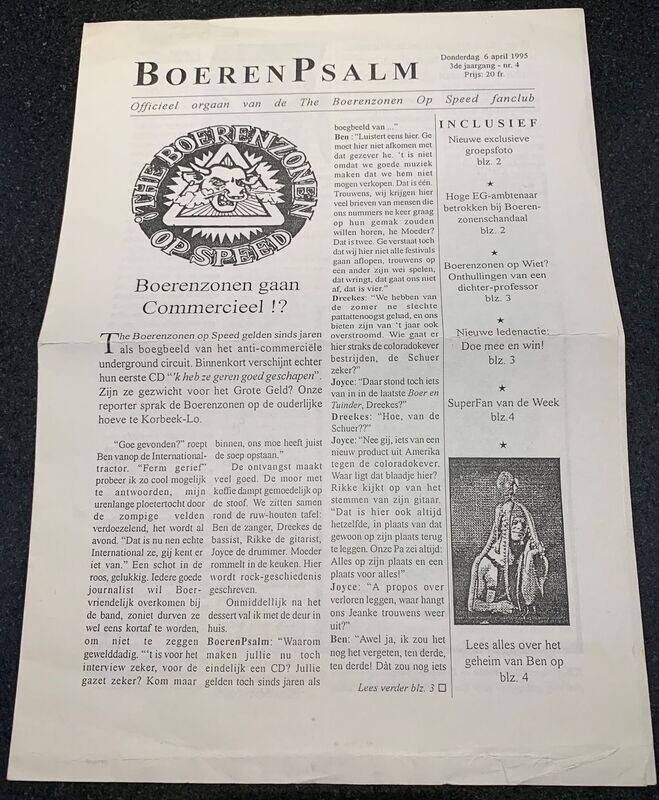 BOERENPSALM
Donderdag 6 april 1995
3de jaargang - nr. 4
Prijs: 20 fr.
Officieel orgaan van de The Boerenzonen Op Speed fanclub
THE BOERENZONEN
OP SPEED
Boerenzonen gaan
Commercieel !?
The Boerenzonen op Speed gelden sinds jaren
als boegbeeld van het anti-commerciële
underground circuit. Binnenkort verschijnt echter
hun eerste CD "'k heb ze geren goed geschapen".
Zijn ze gezwicht voor het Grote Geld? Onze
reporter sprak de Boerenzonen op de ouderlijke
hoeve te Korbeek-Lo.
"Goe gevonden?" roept
Ben vanop de International-
tractor. "Ferm gerief"
probeer ik zo cool mogelijk
te antwoorden, mijn
urenlange ploetertocht door
de zompige velden
verdoezelend, het wordt al
avond. "Dat is nu nen echte
International ze, gij kent er
iet van." Een schot in de
roos, gelukkig. Iedere goede
journalist wil Boer-
vriendelijk overkomen bij
de band, zoniet durven ze
wel eens kortaf te worden,
om niet te zeggen
gewelddadig. "'t is voor het
interview zeker, voor de
gazet zeker? Kom maar
binnen, ons moe heeft juist
de soep opstaan."
De ontvangst maakt
veel goed. De moor met
koffie dampt gemoedelijk op
de stoof. We zitten samen
rond de ruw-houten tafel:
Ben de zanger, Dreekes de
bassist, Rikke de gitarist,
Joyce de drummer. Moeder
rommelt in de keuken. Hier
wordt rock-geschiedenis
geschreven.
Onmiddellijk na het
dessert val ik met de deur in
huis.
BoerenPsalm: "Waarom
maken jullie nu toch
eindelijk een CD? Jullie
gelden toch sinds jaren als
boegbeeld van ..."
Ben: "Luistert eens hier. Ge
moet hier niet afkomen met
dat gezever he. 't is niet
omdat we goede muziek
maken dat we hem niet
mogen verkopen. Dat is één.
Trouwens, wij krijgen hier
veel brieven van mensen die
ons nummers ne keer graag
op hun gemak zouden
willen horen, he Moeder?
Dat is twee. Ge verstaat toch
dat wij hier niet alle festivals
gaan aflopen, trouwens op
een ander zijn wei spelen,
dat wringt, dat gaat ons niet
af, dat is vier."
Dreekes: "We hebben van
de zomer ne slechte
pattattenoogst gehad, en ons
bieten zijn van 't jaar ook
overstroomd. Wie gaat er
hier straks de coloradokever
bestrijden, de Schuer
zeker?"
Joyce: "Daar stond toch iets
van in in de laatste Boer en
Tuinder, Dreekes?"
Dreekes: "Hoe, van de
Schuer??"
Joyce: "Nee gij, iets van een
nieuw product uit Amerika
tegen de coloradokever.
Waar ligt dat blaadje hier?
Rikke kijkt op van het
stemmen van zijn gitaar.
"Dat is hier ook altijd
hetzelfde, in plaats van dat
gewoon op zijn plaats terug
te leggen. Onze Pa zei altijd:
Alles op zijn plaats en een
plaats voor alles!"
Joyce: "A propos over
verloren leggen, waar hangt
ons Jeanke trouwens weer
uit?"
Ben: "Awel ja, ik zou het
nog het vergeten, ten derde,
ten derde! Dàt zou nog iets
Lees verder blz. 3
INCLUSIEF
Nieuwe exclusieve
groepsfoto
blz. 2
Hoge EG-ambtenaar
betrokken bij Boeren-
zonenschandaal
blz. 2
Boerenzonen op Wiet?
Onthullingen van een
dichter-professor
blz. 3
Nieuwe ledenactie:
Doe mee en win!
blz. 3
SuperFan van de Week
blz.4
Lees alles over het
geheim van Ben op
blz. 4